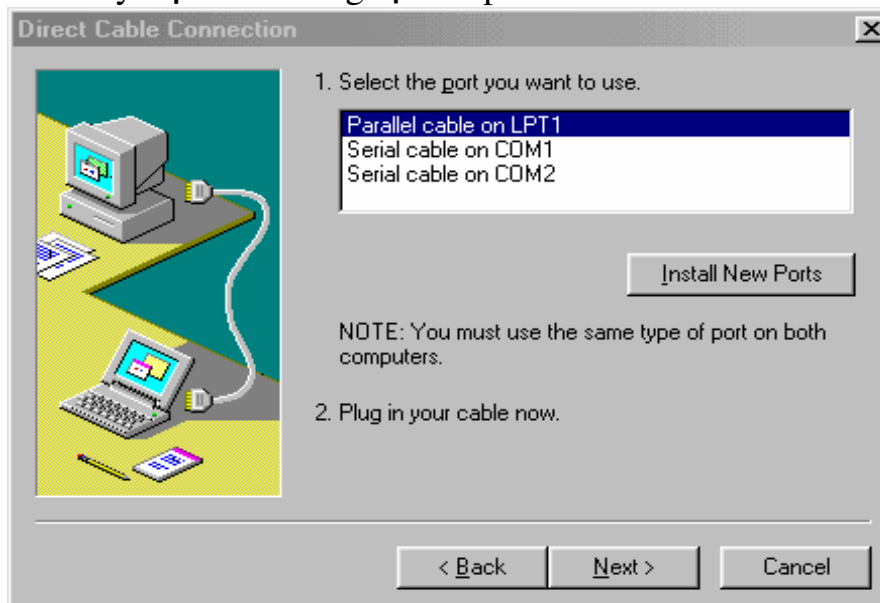 Direct Cable Connection
1. Select the port you want to use.
Parallel cable on LPT1
Serial cable on COM1
Serial cable on COM2
Install New Ports
NOTE: You must use the same type of port on both
computers.
2. Plug in your cable now.
< Back
Next >
Cancel